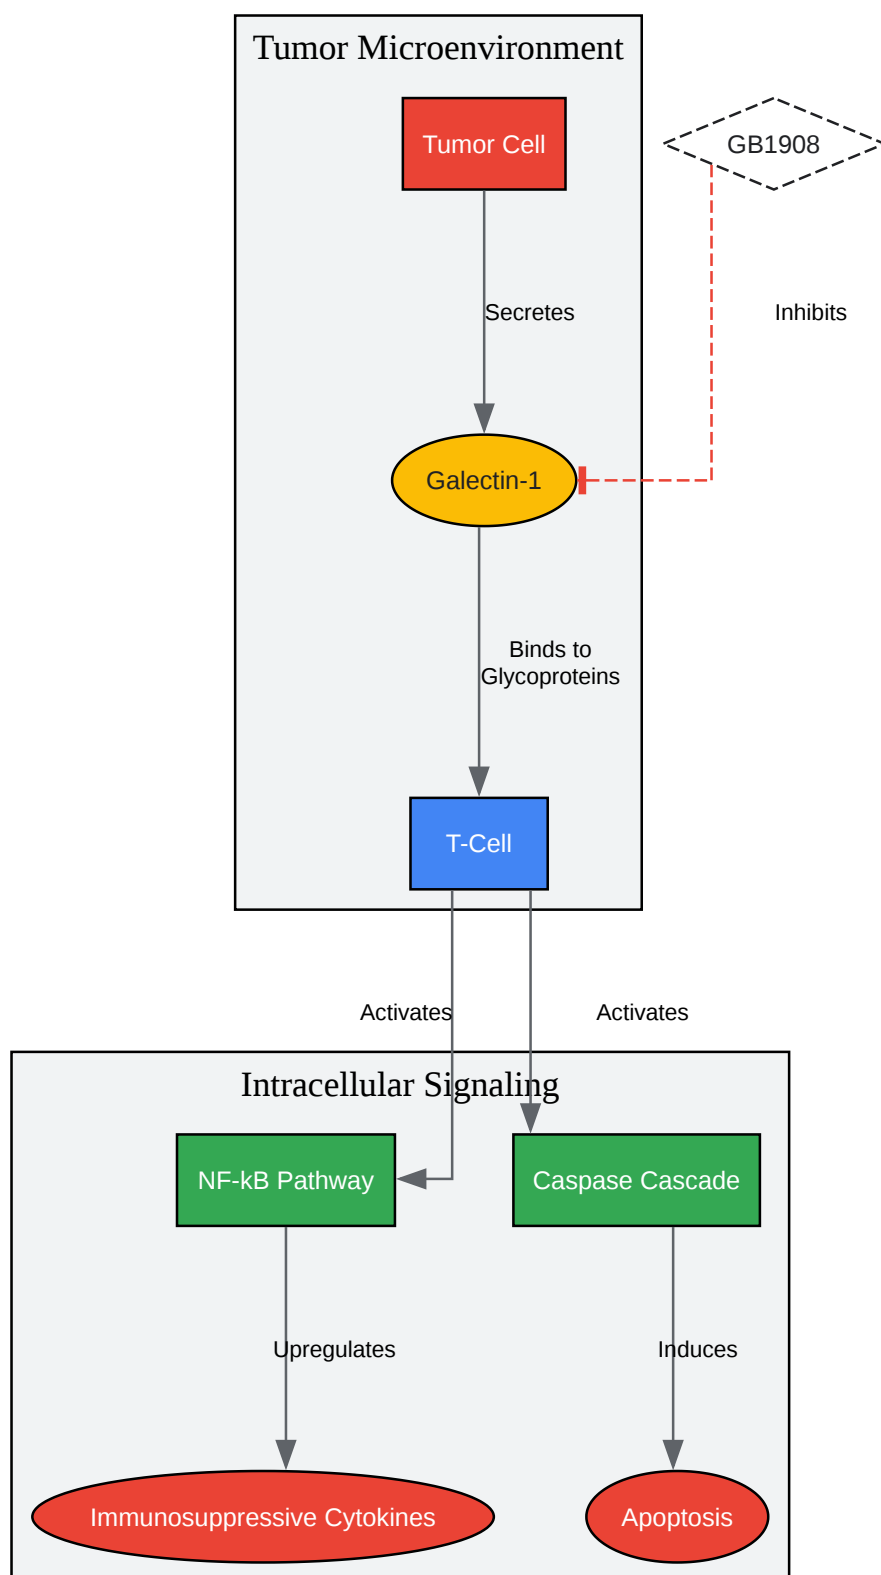 Tumor Microenvironment
Tumor Cell
GB1908
Secretes
Inhibits
Galectin-1
Binds to
Glycoproteins
T-Cell
Activates
Activates
Intracellular Signaling
NF-kB Pathway
Caspase Cascade
Upregulates
Induces
Immunosuppressive Cytokines
Apoptosis